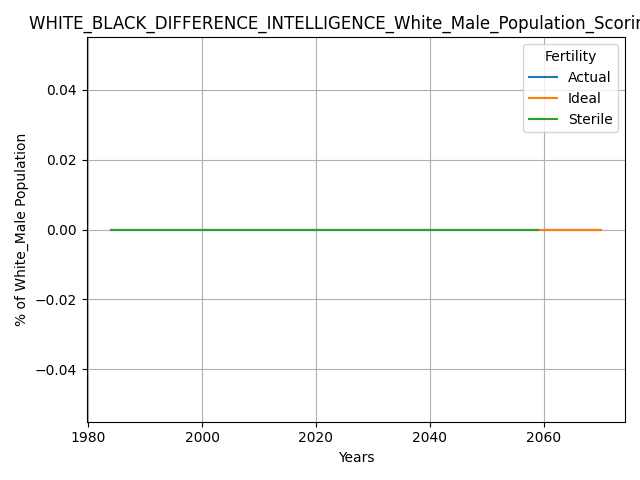 WHITE_BLACK_DIFFERENCE_INTELLIGENCE_White_Male_Population_Scorin
Fertility
Actual
Ideal
Sterile
% of White_Male Population
0.04
0.02
0.00
−0.02
−0.04
1980
2000
2020
2040
2060
Years